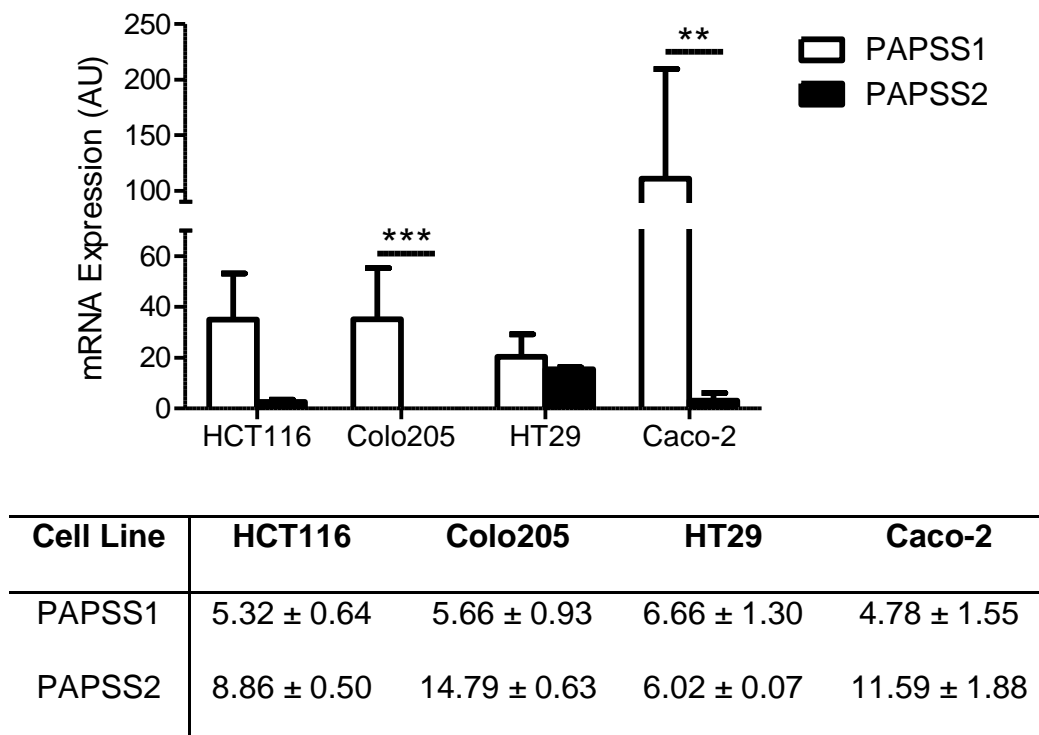 mRNA Expression (AU)
250
200
150
100
60
40
20
0
**
***
PAPSS1
PAPSS2
HCT116 Colo205 HT29 Caco-2
Cell Line HCT116 Colo205 HT29 Caco-2
PAPSS1 5.32 ± 0.64 5.66 ± 0.93 6.66 ± 1.30 4.78 ± 1.55
PAPSS2 8.86 ± 0.50 14.79 ± 0.63 6.02 ± 0.07 11.59 ± 1.88